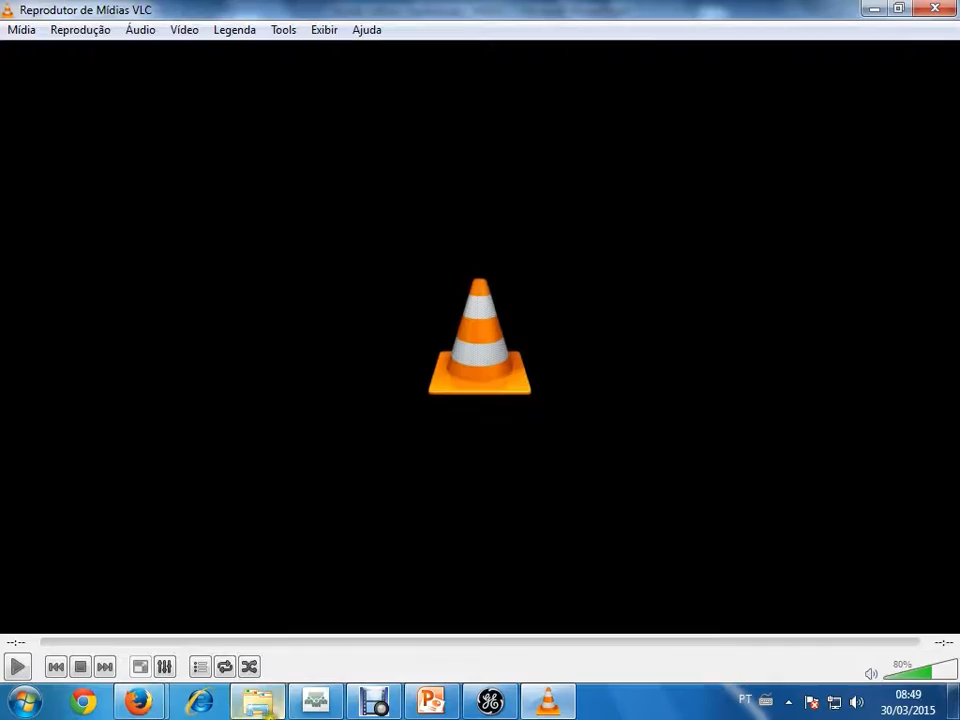 Reprodutor de Mídias VLC
Mídia Reprodução Áudio Vídeo Legenda Tools Exibir Ajuda
--:-- --:--
80%
PT 08:49
30/03/2015